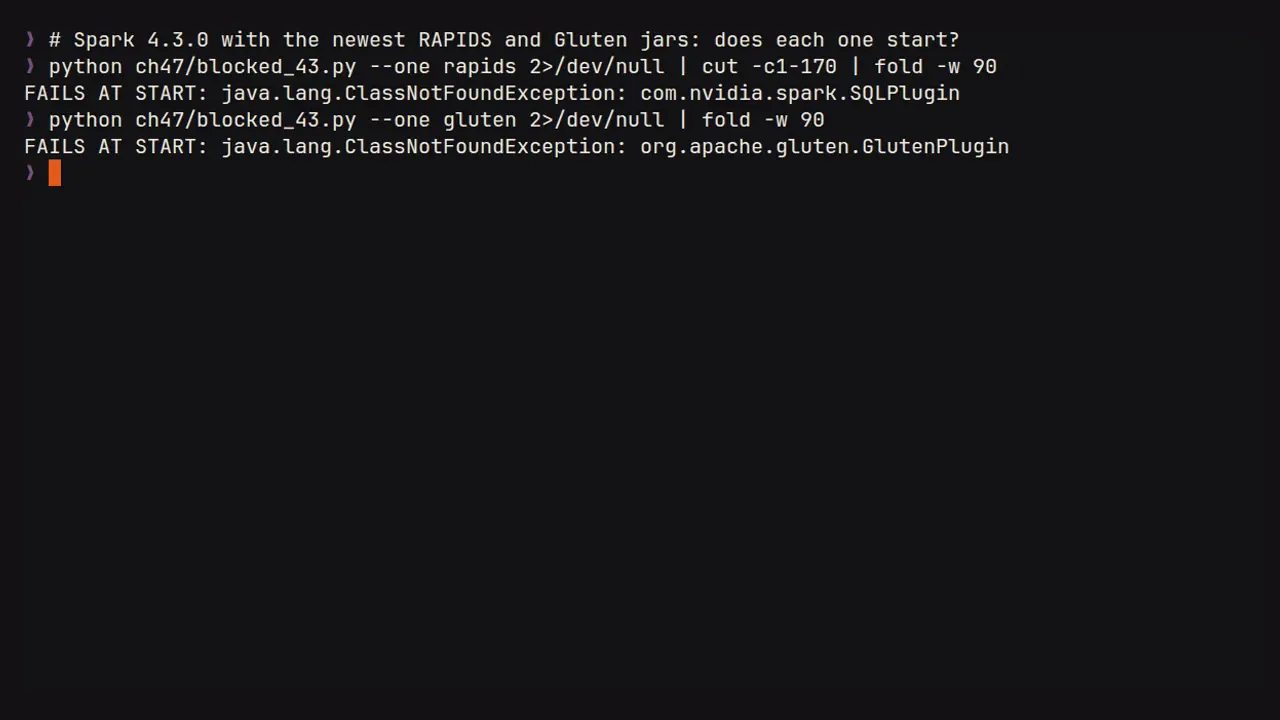 ❫ # Spark 4.3.0 with the newest RAPIDS and Gluten jars: does each one start?
❫ python ch47/blocked_43.py --one rapids 2>/dev/null | cut -c1-170 | fold -w 90
FAILS AT START: java.lang.ClassNotFoundException: com.nvidia.spark.SQLPlugin
❫ python ch47/blocked_43.py --one gluten 2>/dev/null | fold -w 90
FAILS AT START: java.lang.ClassNotFoundException: org.apache.gluten.GlutenPlugin
❫